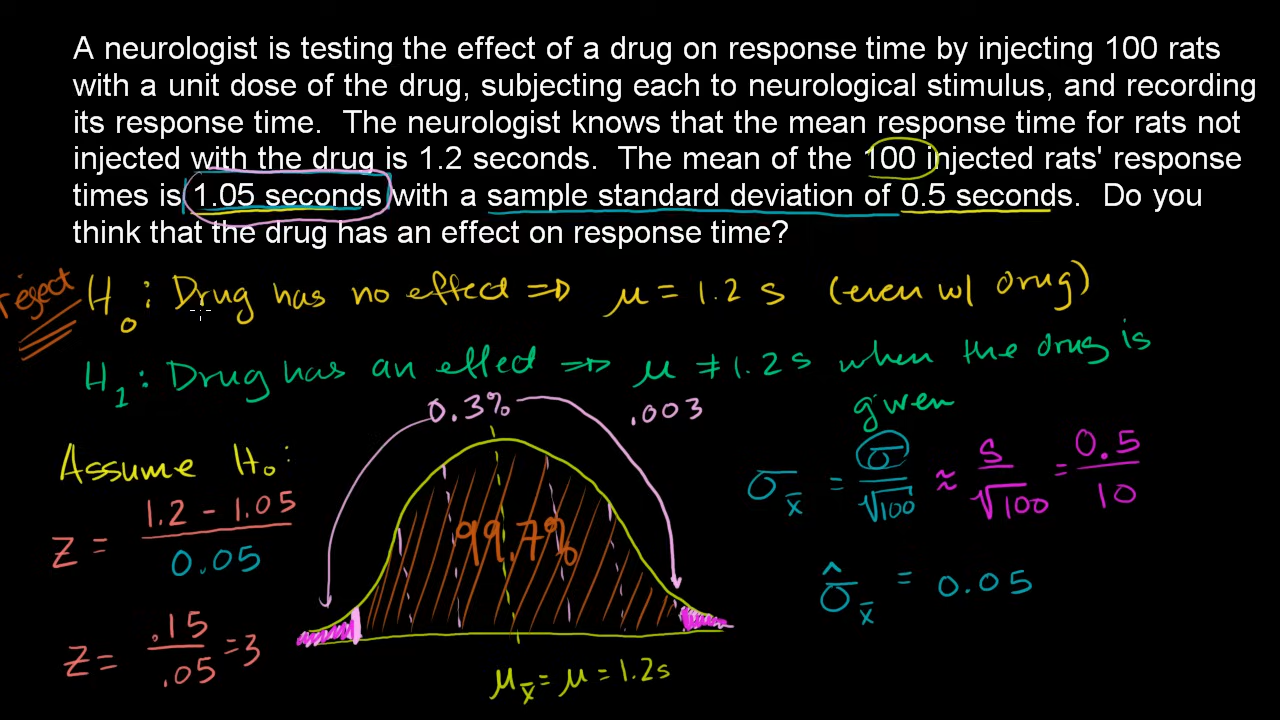 A neurologist is testing the effect of a drug on response time by injecting 100 rats
with a unit dose of the drug, subjecting each to neurological stimulus, and recording
its response time. The neurologist knows that the mean response time for rats not
injected with the drug is 1.2 seconds. The mean of the 100 injected rats' response
times is 1.05 seconds with a sample standard deviation of 0.5 seconds. Do you
think that the drug has an effect on response time?
reject H₀ : Drug has no effect ⇒ μ = 1.2 s (even w/ drug)
H₁ : Drug has an effect ⇒ μ ≠ 1.2 s when the drug is
given
0.3% .003
Assume H₀ :
Z = (1.2 - 1.05) / 0.05
99.7%
σ_x̄ = σ/√100 ≈ s/√100 = 0.5/10
σ̂_x̄ = 0.05
Z = .15/.05 = 3
μ_x̄ = μ = 1.2s